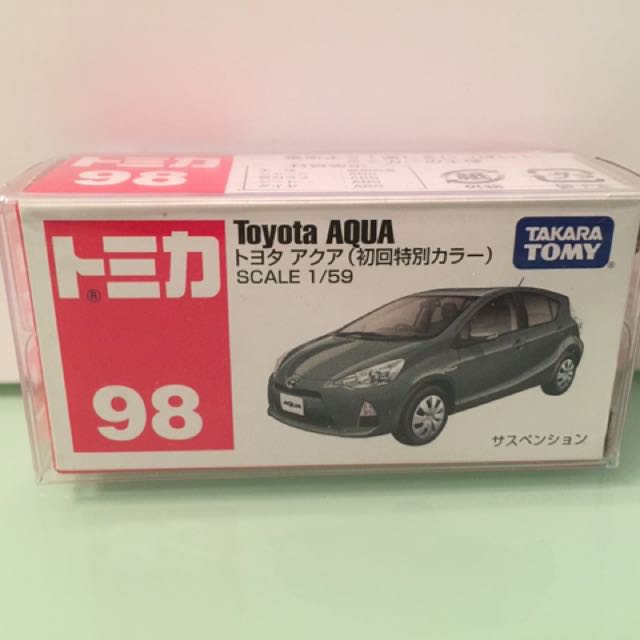 トミカ
98
トミカ®
98
Toyota AQUA
トヨタ アクア(初回特別カラー)
SCALE 1/59
TAKARA
TOMY®
AQUA
サスペンション